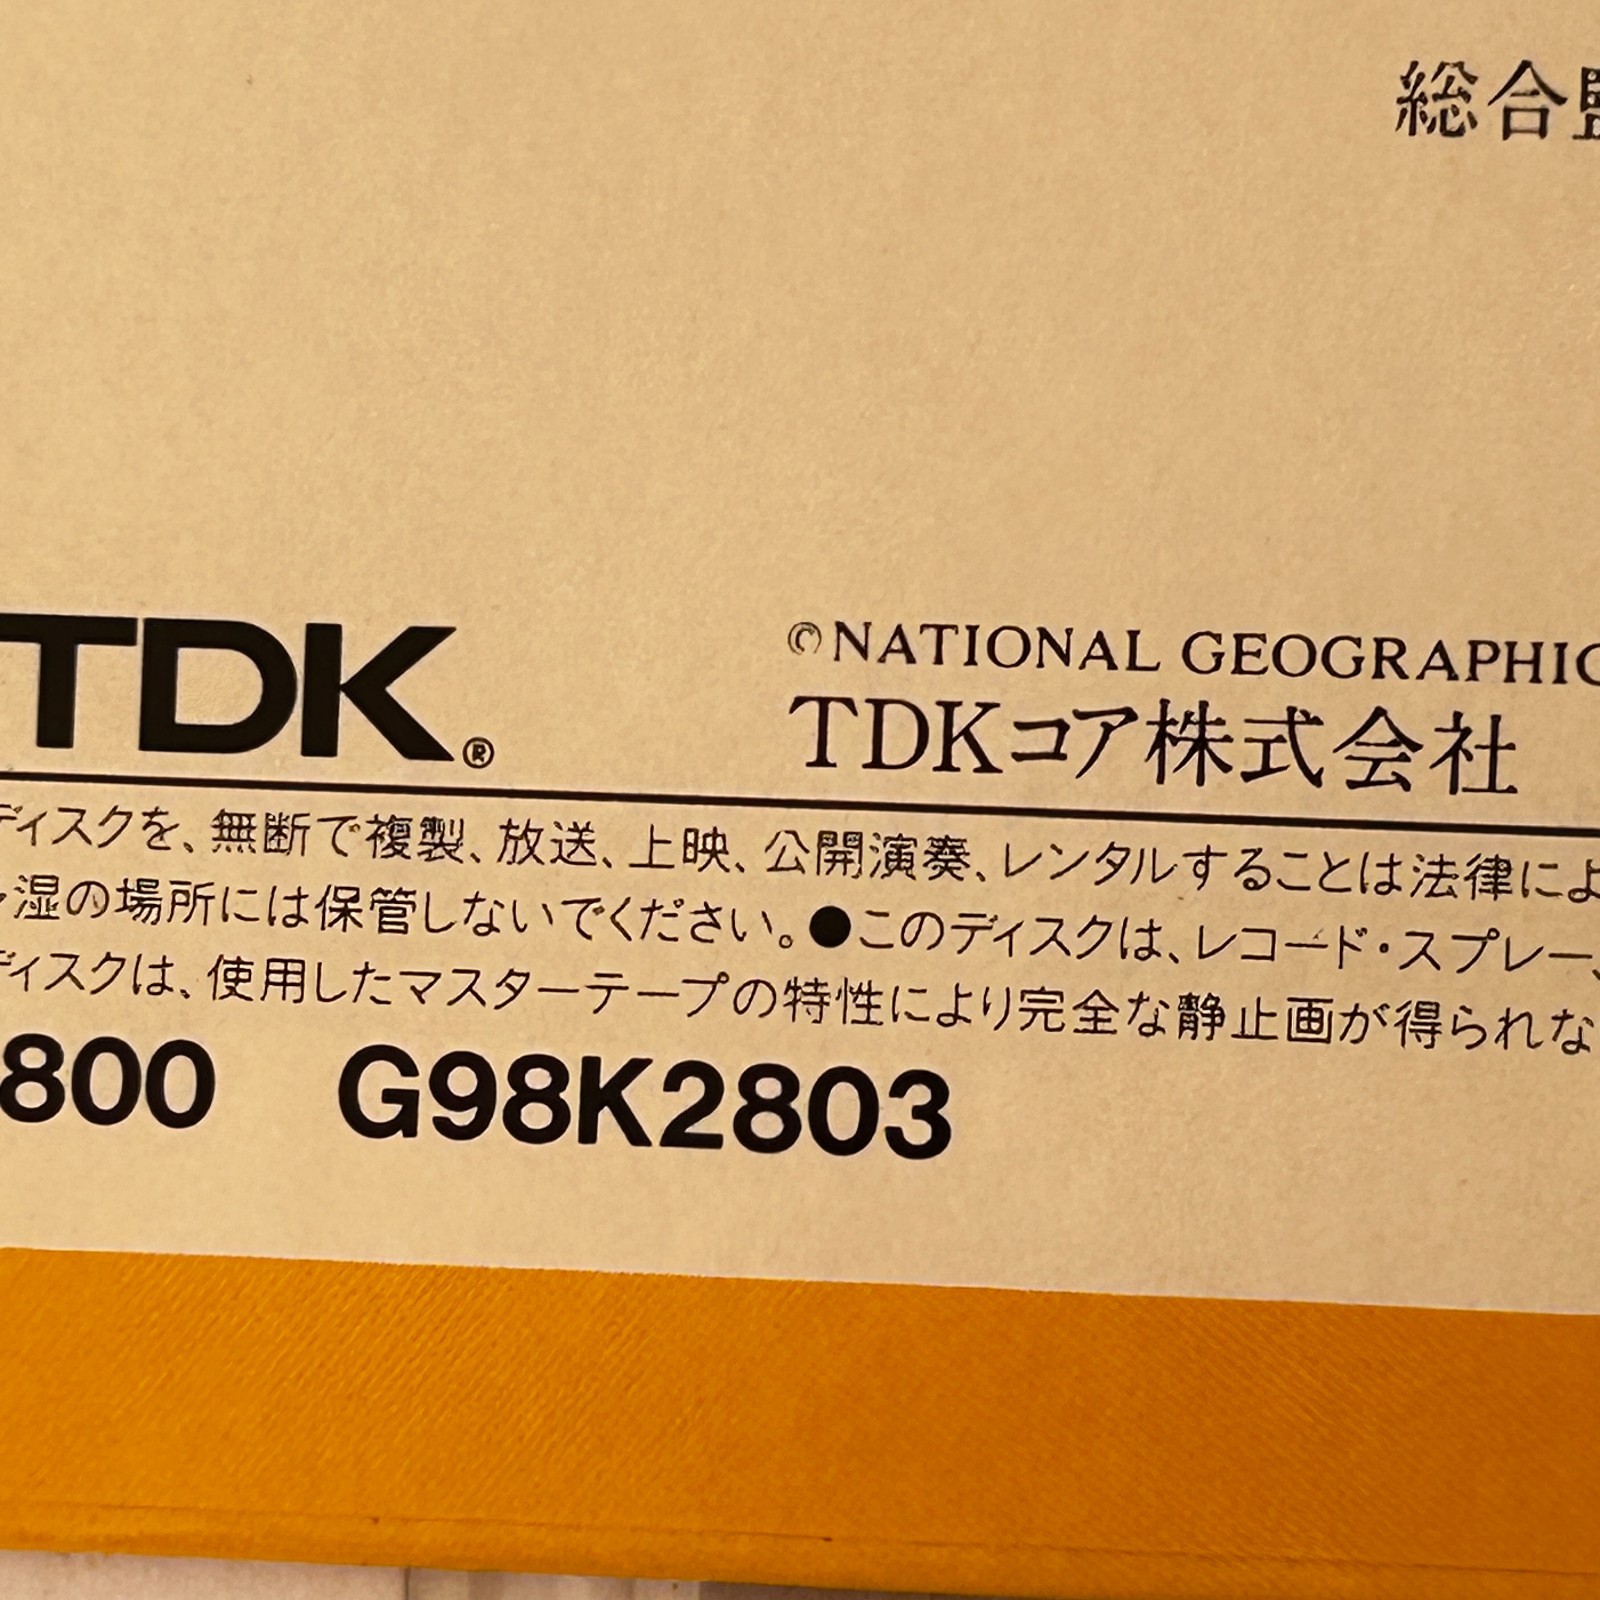 総合
TDK®
©NATIONAL GEOGRAPHIC
TDKコア株式会社
ディスクを、無断で複製、放送、上映、公開演奏、レンタルすることは法律によ
湿の場所には保管しないでください。●このディスクは、レコード・スプレー、
ディスクは、使用したマスターテープの特性により完全な静止画が得られな
800 G98K2803